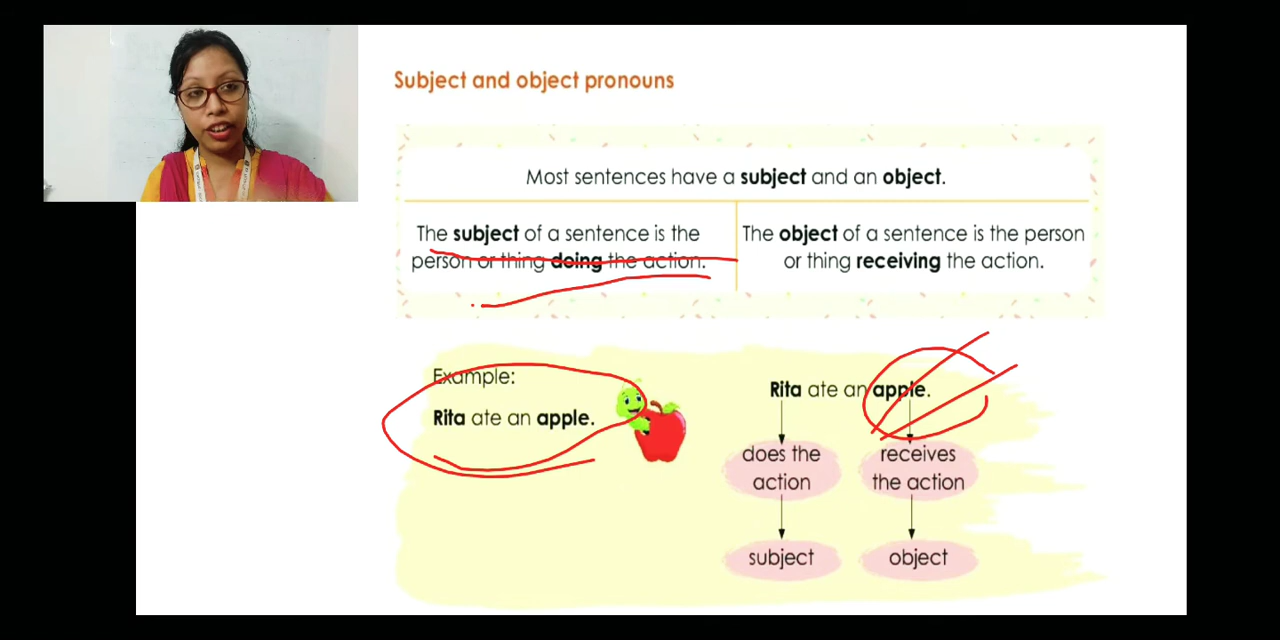 Subject and object pronouns
Most sentences have a subject and an object.
The subject of a sentence is the
person or thing doing the action.
The object of a sentence is the person
or thing receiving the action.
Example:
Rita ate an apple.
Rita ate an apple.
does the
action
receives
the action
subject
object